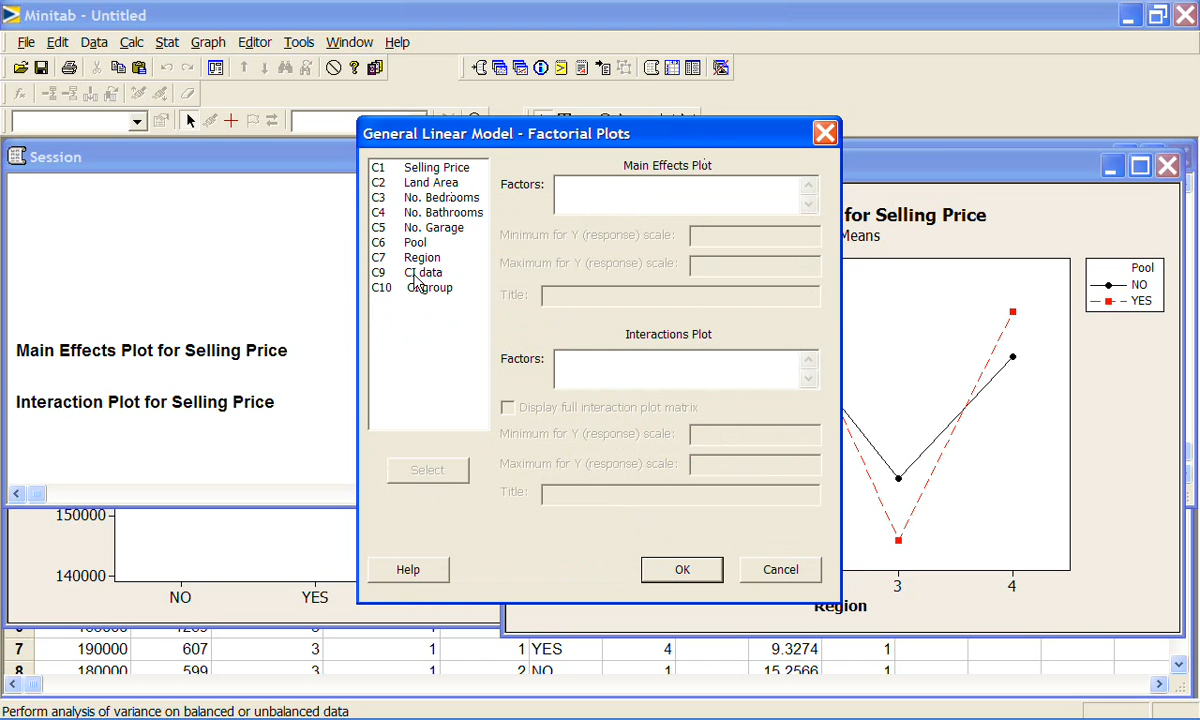 Minitab - Untitled
File Edit Data Calc Stat Graph Editor Tools Window Help
Session
Main Effects Plot for Selling Price
Interaction Plot for Selling Price
150000
140000
NO YES
General Linear Model - Factorial Plots
C1 Selling Price
C2 Land Area
C3 No. Bedrooms
C4 No. Bathrooms
C5 No. Garage
C6 Pool
C7 Region
C9 CI data
C10 CI group
Select
Help
Main Effects Plot
Factors:
Minimum for Y (response) scale:
Maximum for Y (response) scale:
Title:
Interactions Plot
Factors:
Display full interaction plot matrix
Minimum for Y (response) scale:
Maximum for Y (response) scale:
Title:
OK Cancel
for Selling Price
Means
Pool
NO
YES
3 4
Region
7 190000 607 3 1 1 YES 4 9.3274 1
8 180000 599 3 1 2 NO 1 15.2566 1
Perform analysis of variance on balanced or unbalanced data